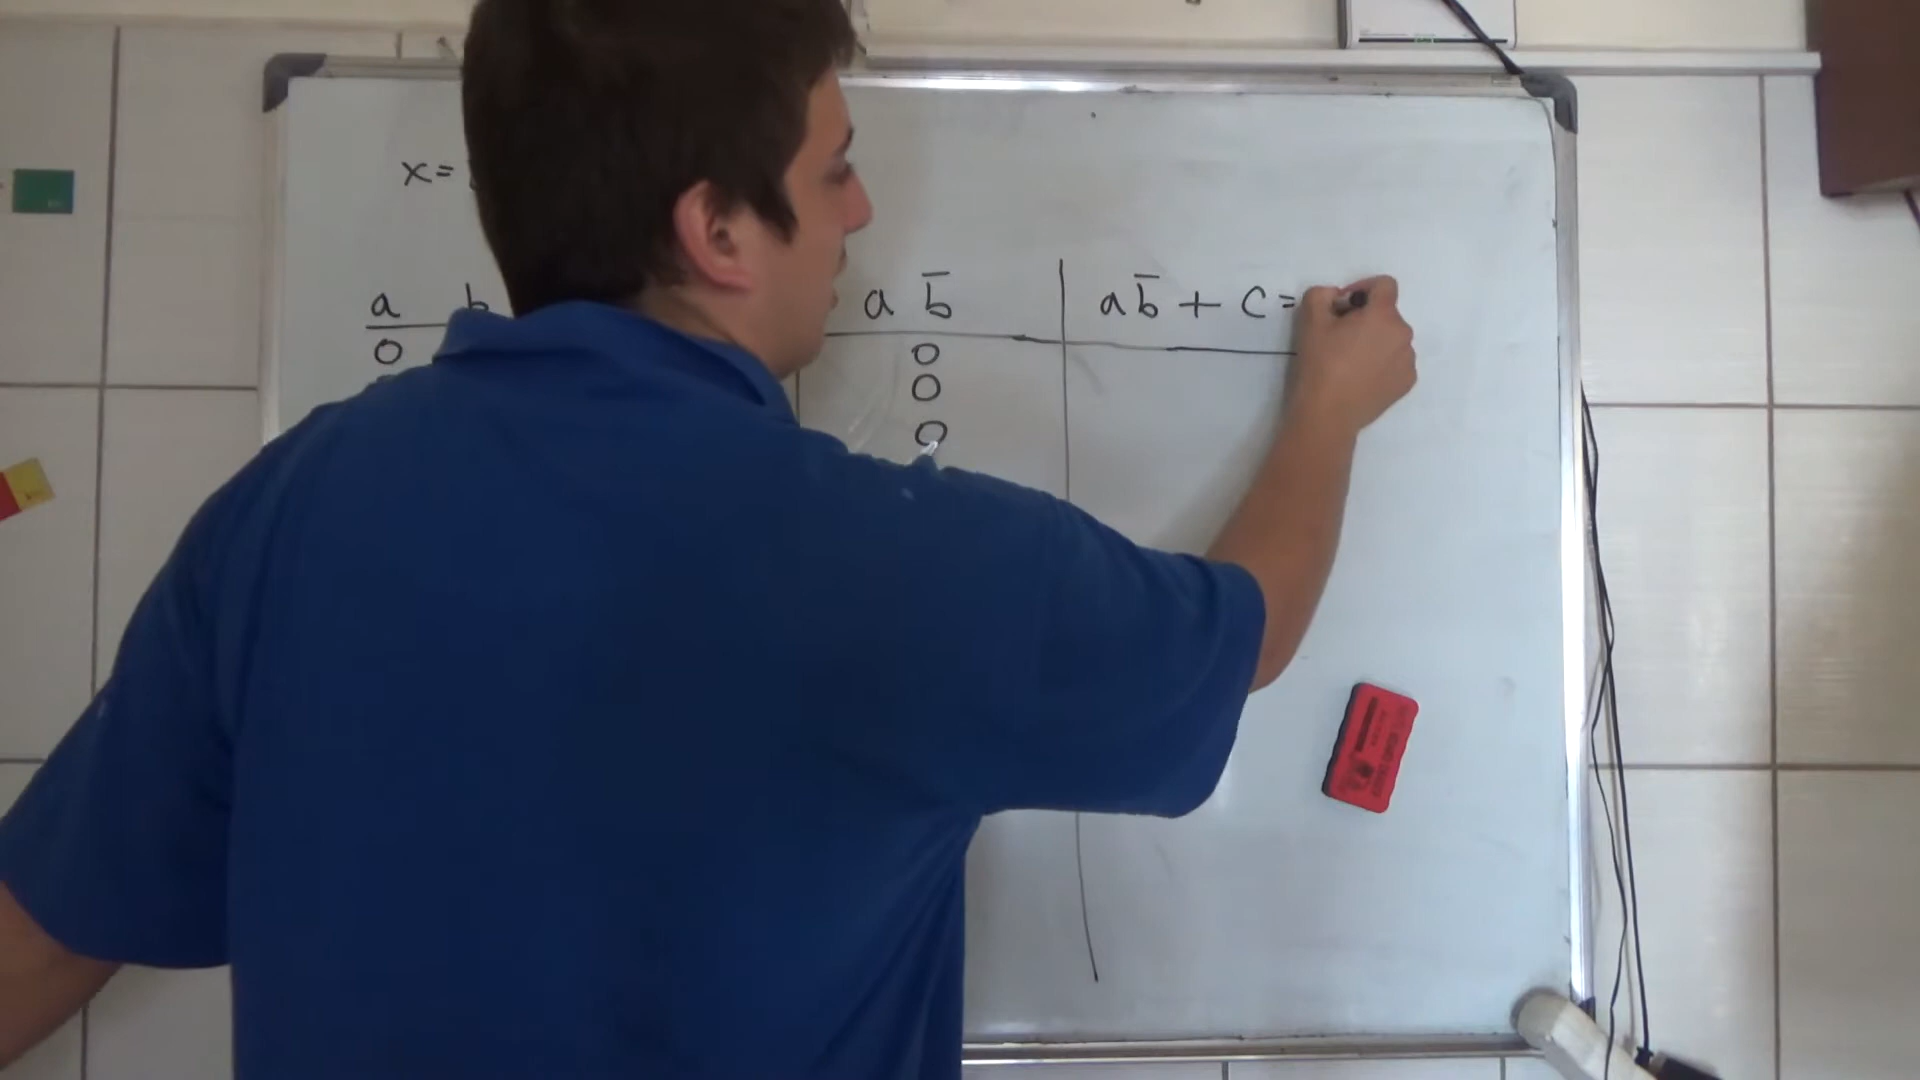 x=
a b a b̅ a b̅ + c =
0 0
0
0